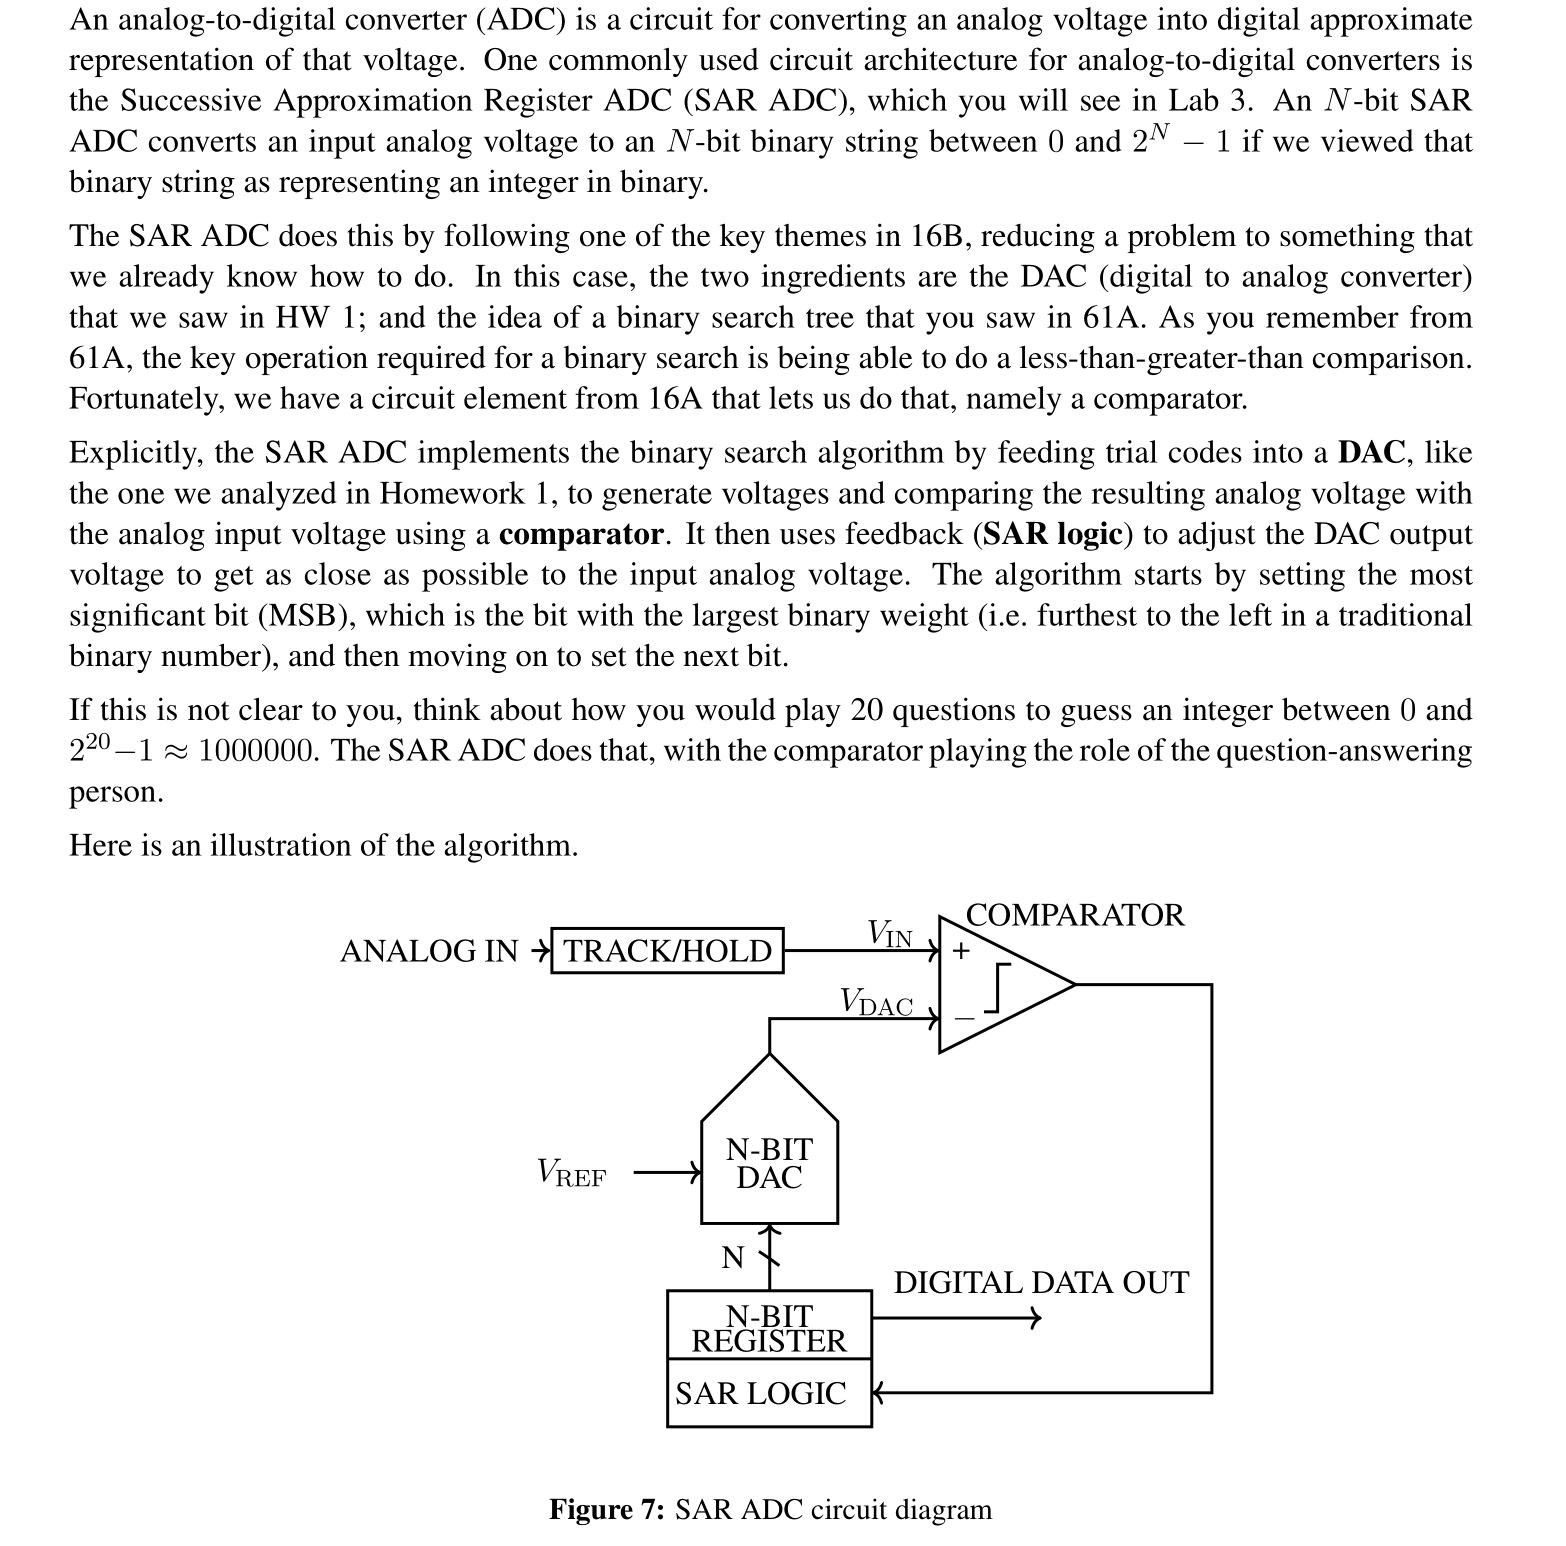 An analog-to-digital converter (ADC) is a circuit for converting an analog voltage into digital approximate
representation of that voltage. One commonly used circuit architecture for analog-to-digital converters is
the Successive Approximation Register ADC (SAR ADC), which you will see in Lab 3. An N-bit SAR
ADC converts an input analog voltage to an N-bit binary string between 0 and 2^N − 1 if we viewed that
binary string as representing an integer in binary.
The SAR ADC does this by following one of the key themes in 16B, reducing a problem to something that
we already know how to do. In this case, the two ingredients are the DAC (digital to analog converter)
that we saw in HW 1; and the idea of a binary search tree that you saw in 61A. As you remember from
61A, the key operation required for a binary search is being able to do a less-than-greater-than comparison.
Fortunately, we have a circuit element from 16A that lets us do that, namely a comparator.
Explicitly, the SAR ADC implements the binary search algorithm by feeding trial codes into a DAC, like
the one we analyzed in Homework 1, to generate voltages and comparing the resulting analog voltage with
the analog input voltage using a comparator. It then uses feedback (SAR logic) to adjust the DAC output
voltage to get as close as possible to the input analog voltage. The algorithm starts by setting the most
significant bit (MSB), which is the bit with the largest binary weight (i.e. furthest to the left in a traditional
binary number), and then moving on to set the next bit.
If this is not clear to you, think about how you would play 20 questions to guess an integer between 0 and
2^20 − 1 ≈ 1000000. The SAR ADC does that, with the comparator playing the role of the question-answering
person.
Here is an illustration of the algorithm.
COMPARATOR
ANALOG IN
TRACK/HOLD
V_IN
+
V_DAC
−
N-BIT
DAC
V_REF
N
DIGITAL DATA OUT
N-BIT
REGISTER
SAR LOGIC
Figure 7: SAR ADC circuit diagram